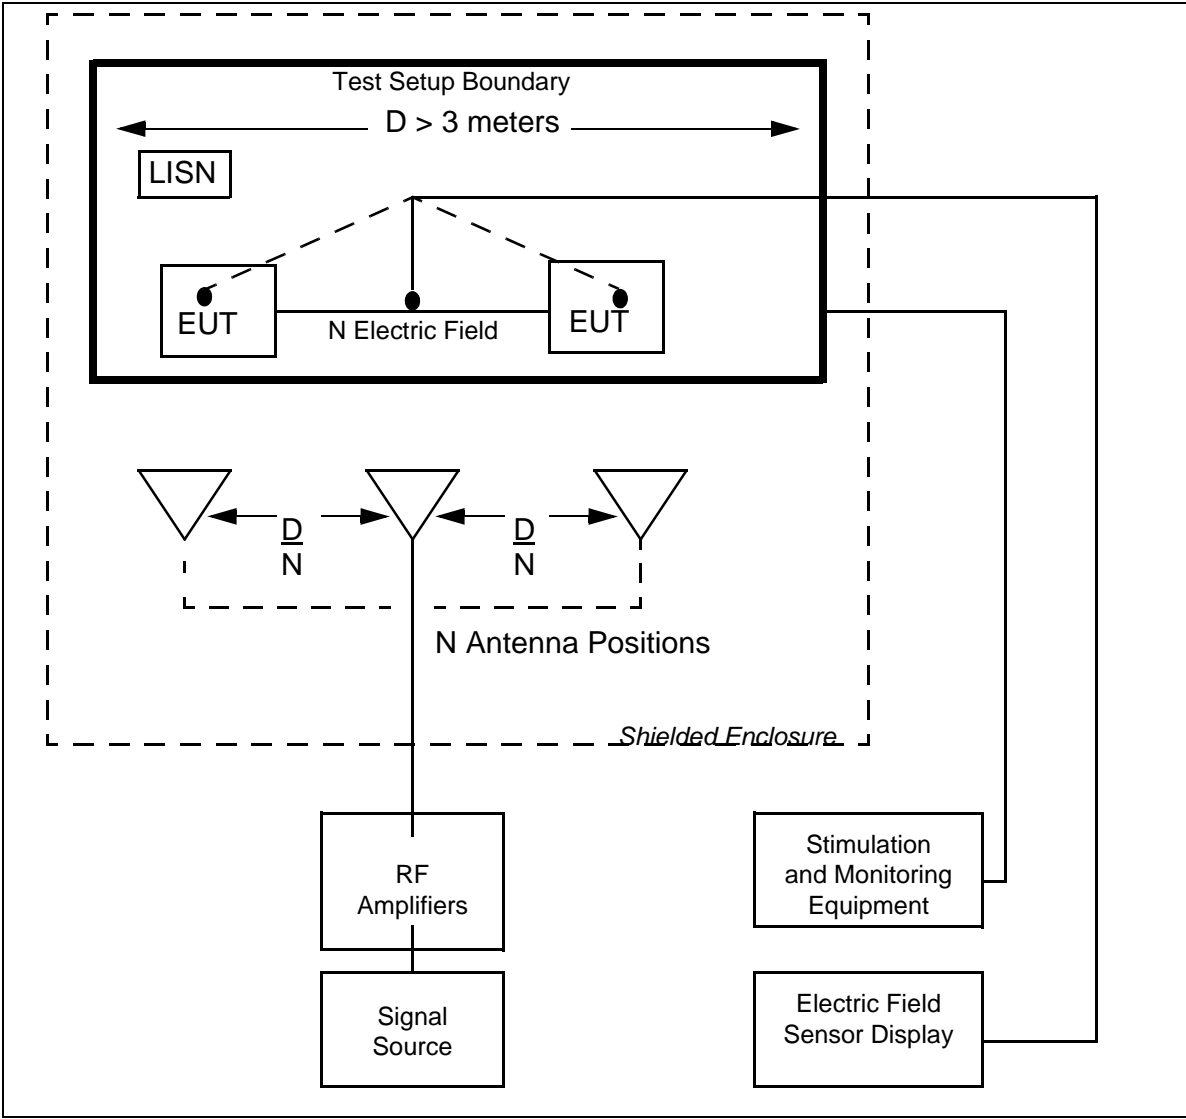 Test Setup Boundary
D > 3 meters
LISN
EUT
N Electric Field
EUT
D
N
D
N
N Antenna Positions
Shielded Enclosure
RF
Amplifiers
Stimulation
and Monitoring
Equipment
Signal
Source
Electric Field
Sensor Display